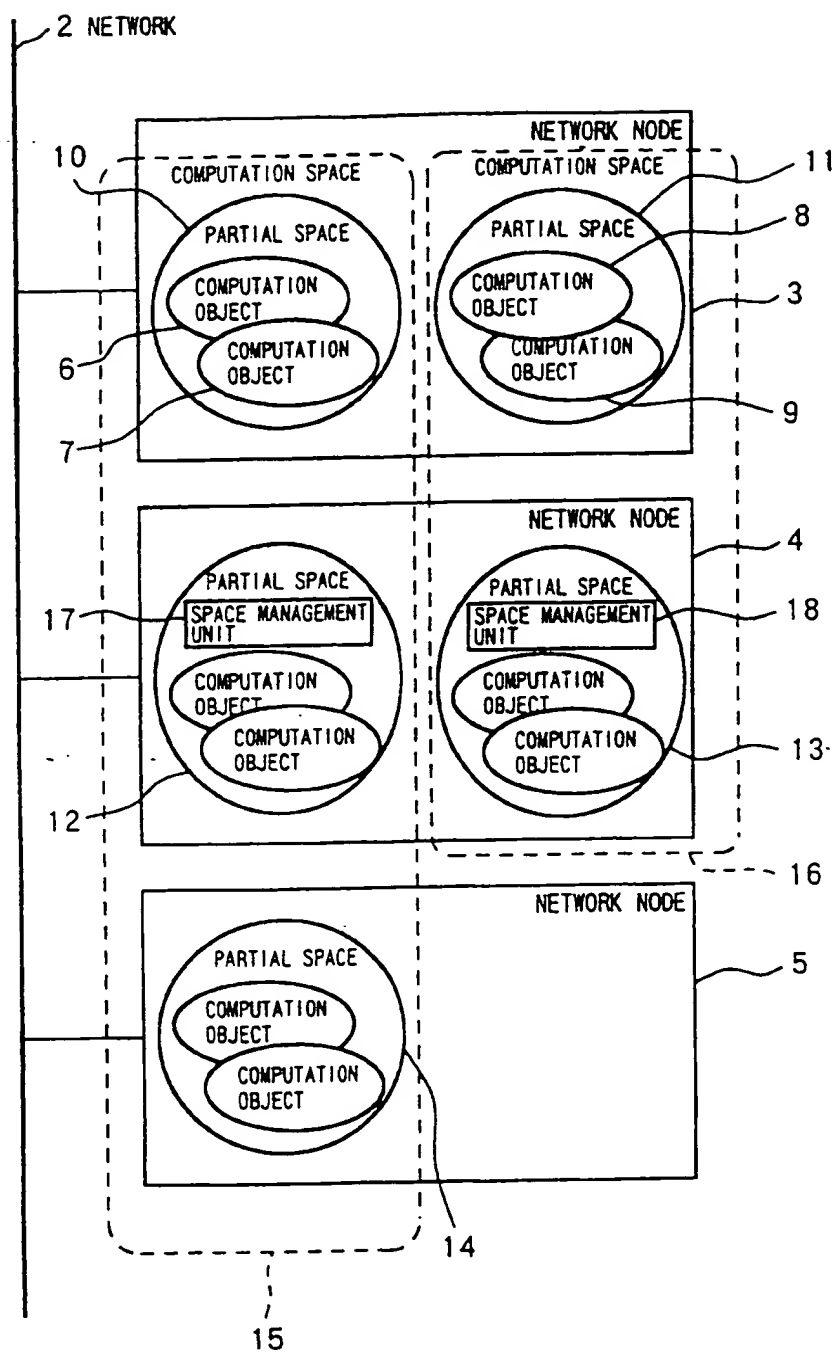 2 NETWORK
NETWORK NODE
10
COMPUTATION SPACE
COMPUTATION SPACE
11
PARTIAL SPACE
PARTIAL SPACE
8
COMPUTATION
OBJECT
COMPUTATION
OBJECT
3
6
COMPUTATION
OBJECT
COMPUTATION
OBJECT
7
9
NETWORK NODE
4
PARTIAL SPACE
PARTIAL SPACE
17
SPACE MANAGEMENT
UNIT
SPACE MANAGEMENT
UNIT
18
COMPUTATION
OBJECT
COMPUTATION
OBJECT
COMPUTATION
OBJECT
COMPUTATION
OBJECT
13
12
16
NETWORK NODE
PARTIAL SPACE
5
COMPUTATION
OBJECT
COMPUTATION
OBJECT
14
15